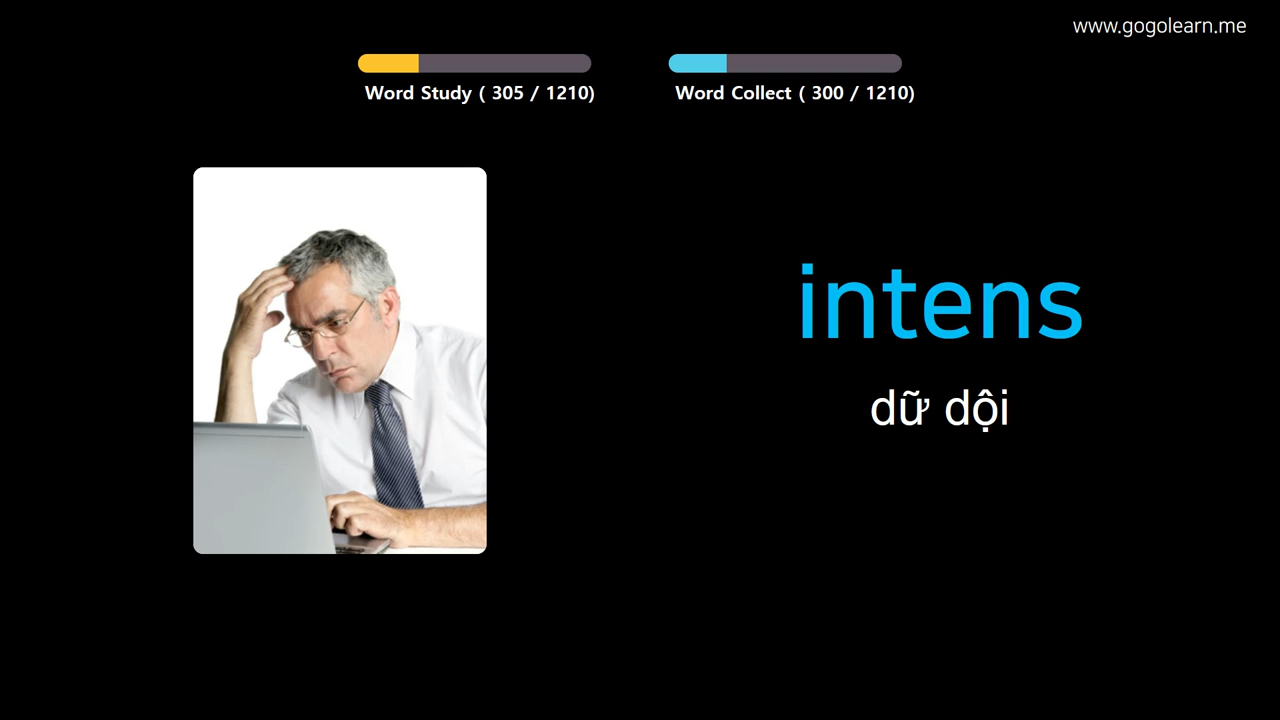 www.gogolearn.me
Word Study ( 305 / 1210)
Word Collect ( 300 / 1210)
intens
dữ dội